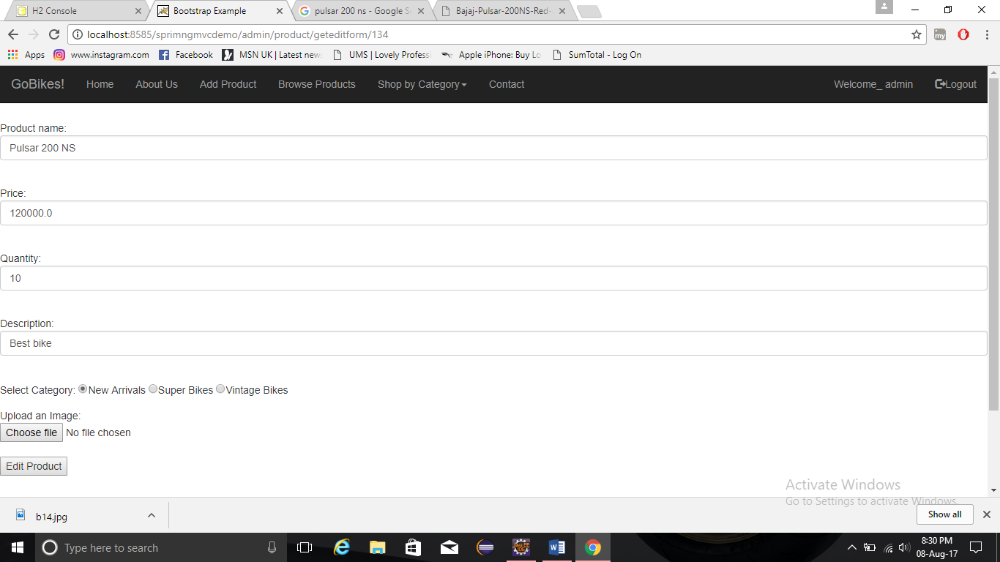 H2 Console
Bootstrap Example
pulsar 200 ns - Google S
Bajaj-Pulsar-200NS-Red-
localhost:8585/sprimngmvcdemo/admin/product/geteditform/134
my
Apps
www.instagram.com
Facebook
MSN UK | Latest new
UMS | Lovely Profess
Apple iPhone: Buy Lo
SumTotal - Log On
GoBikes!
Home
About Us
Add Product
Browse Products
Shop by Category
Contact
Welcome_ admin
Logout
Product name:
Pulsar 200 NS
Price:
120000.0
Quantity:
10
Description:
Best bike
Select Category: New Arrivals Super Bikes Vintage Bikes
Upload an Image:
Choose file No file chosen
Edit Product
Activate Windows
Go to Settings to activate Windows.
b14.jpg
Show all
Type here to search
8:30 PM
08-Aug-17